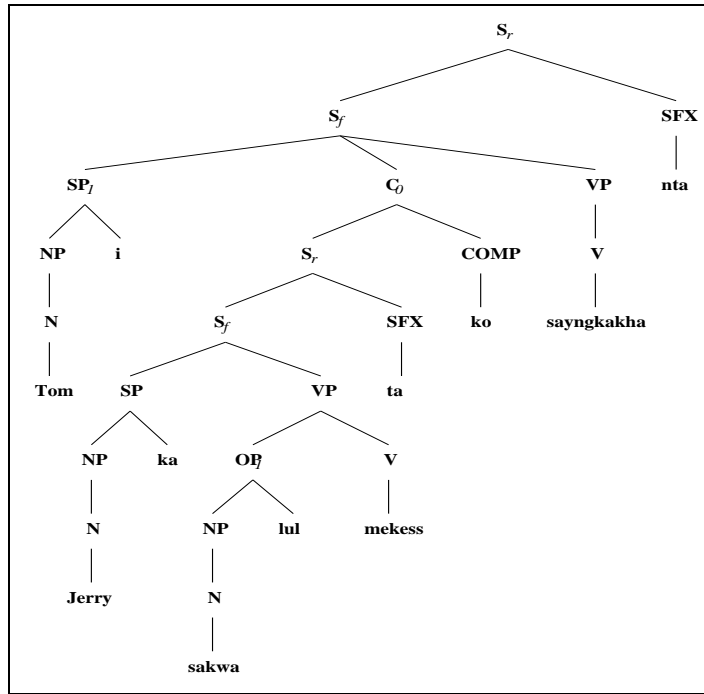 S_r
S_f SFX
SP_1 C_0 VP nta
NP i S_r COMP V
N S_f SFX ko sayngkakha
Tom SP VP ta
NP ka OP_1 V
N NP lul mekess
Jerry N
sakwa